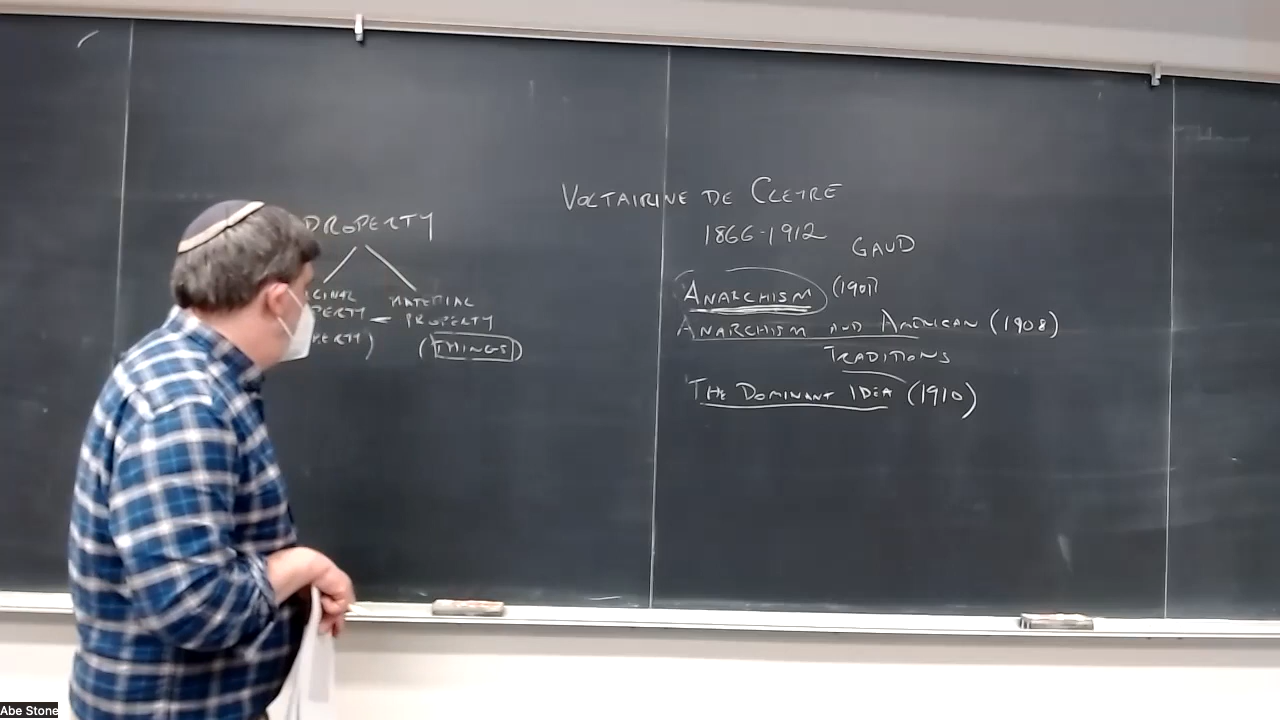 PROPERTY
MATERIAL
PROPERTY
(THINGS)
VOLTAIRINE DE CLEYRE
1866-1912
GAUD
ANARCHISM (1901)
ANARCHISM AND AMERICAN (1908)
TRADITIONS
THE DOMINANT IDEA (1910)
Abe Stone